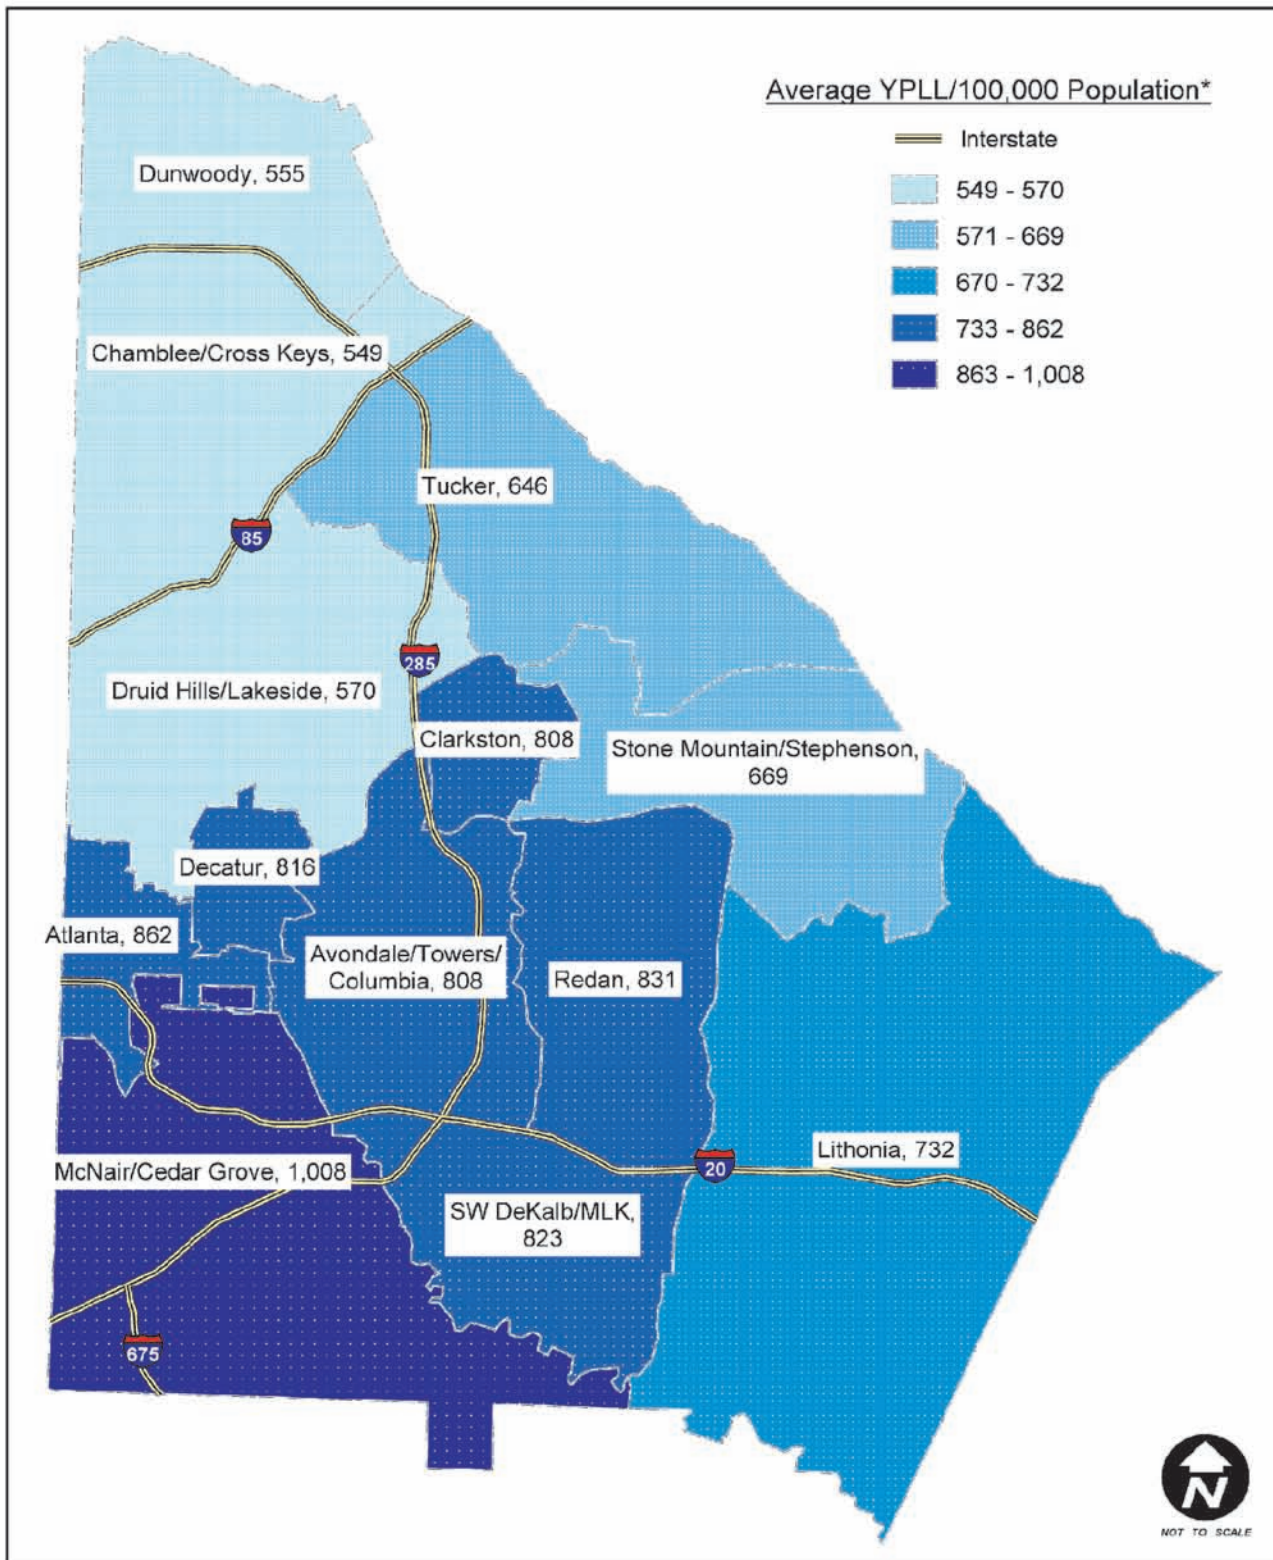 Average YPLL/100,000 Population*
Interstate
549 - 570
571 - 669
670 - 732
733 - 862
863 - 1,008
Dunwoody, 555
Chamblee/Cross Keys, 549
Tucker, 646
85
285
Druid Hills/Lakeside, 570
Clarkston, 808
Stone Mountain/Stephenson,
669
Decatur, 816
Atlanta, 862
Avondale/Towers/
Columbia, 808
Redan, 831
Lithonia, 732
20
McNair/Cedar Grove, 1,008
SW DeKalb/MLK,
823
675
N
NOT TO SCALE